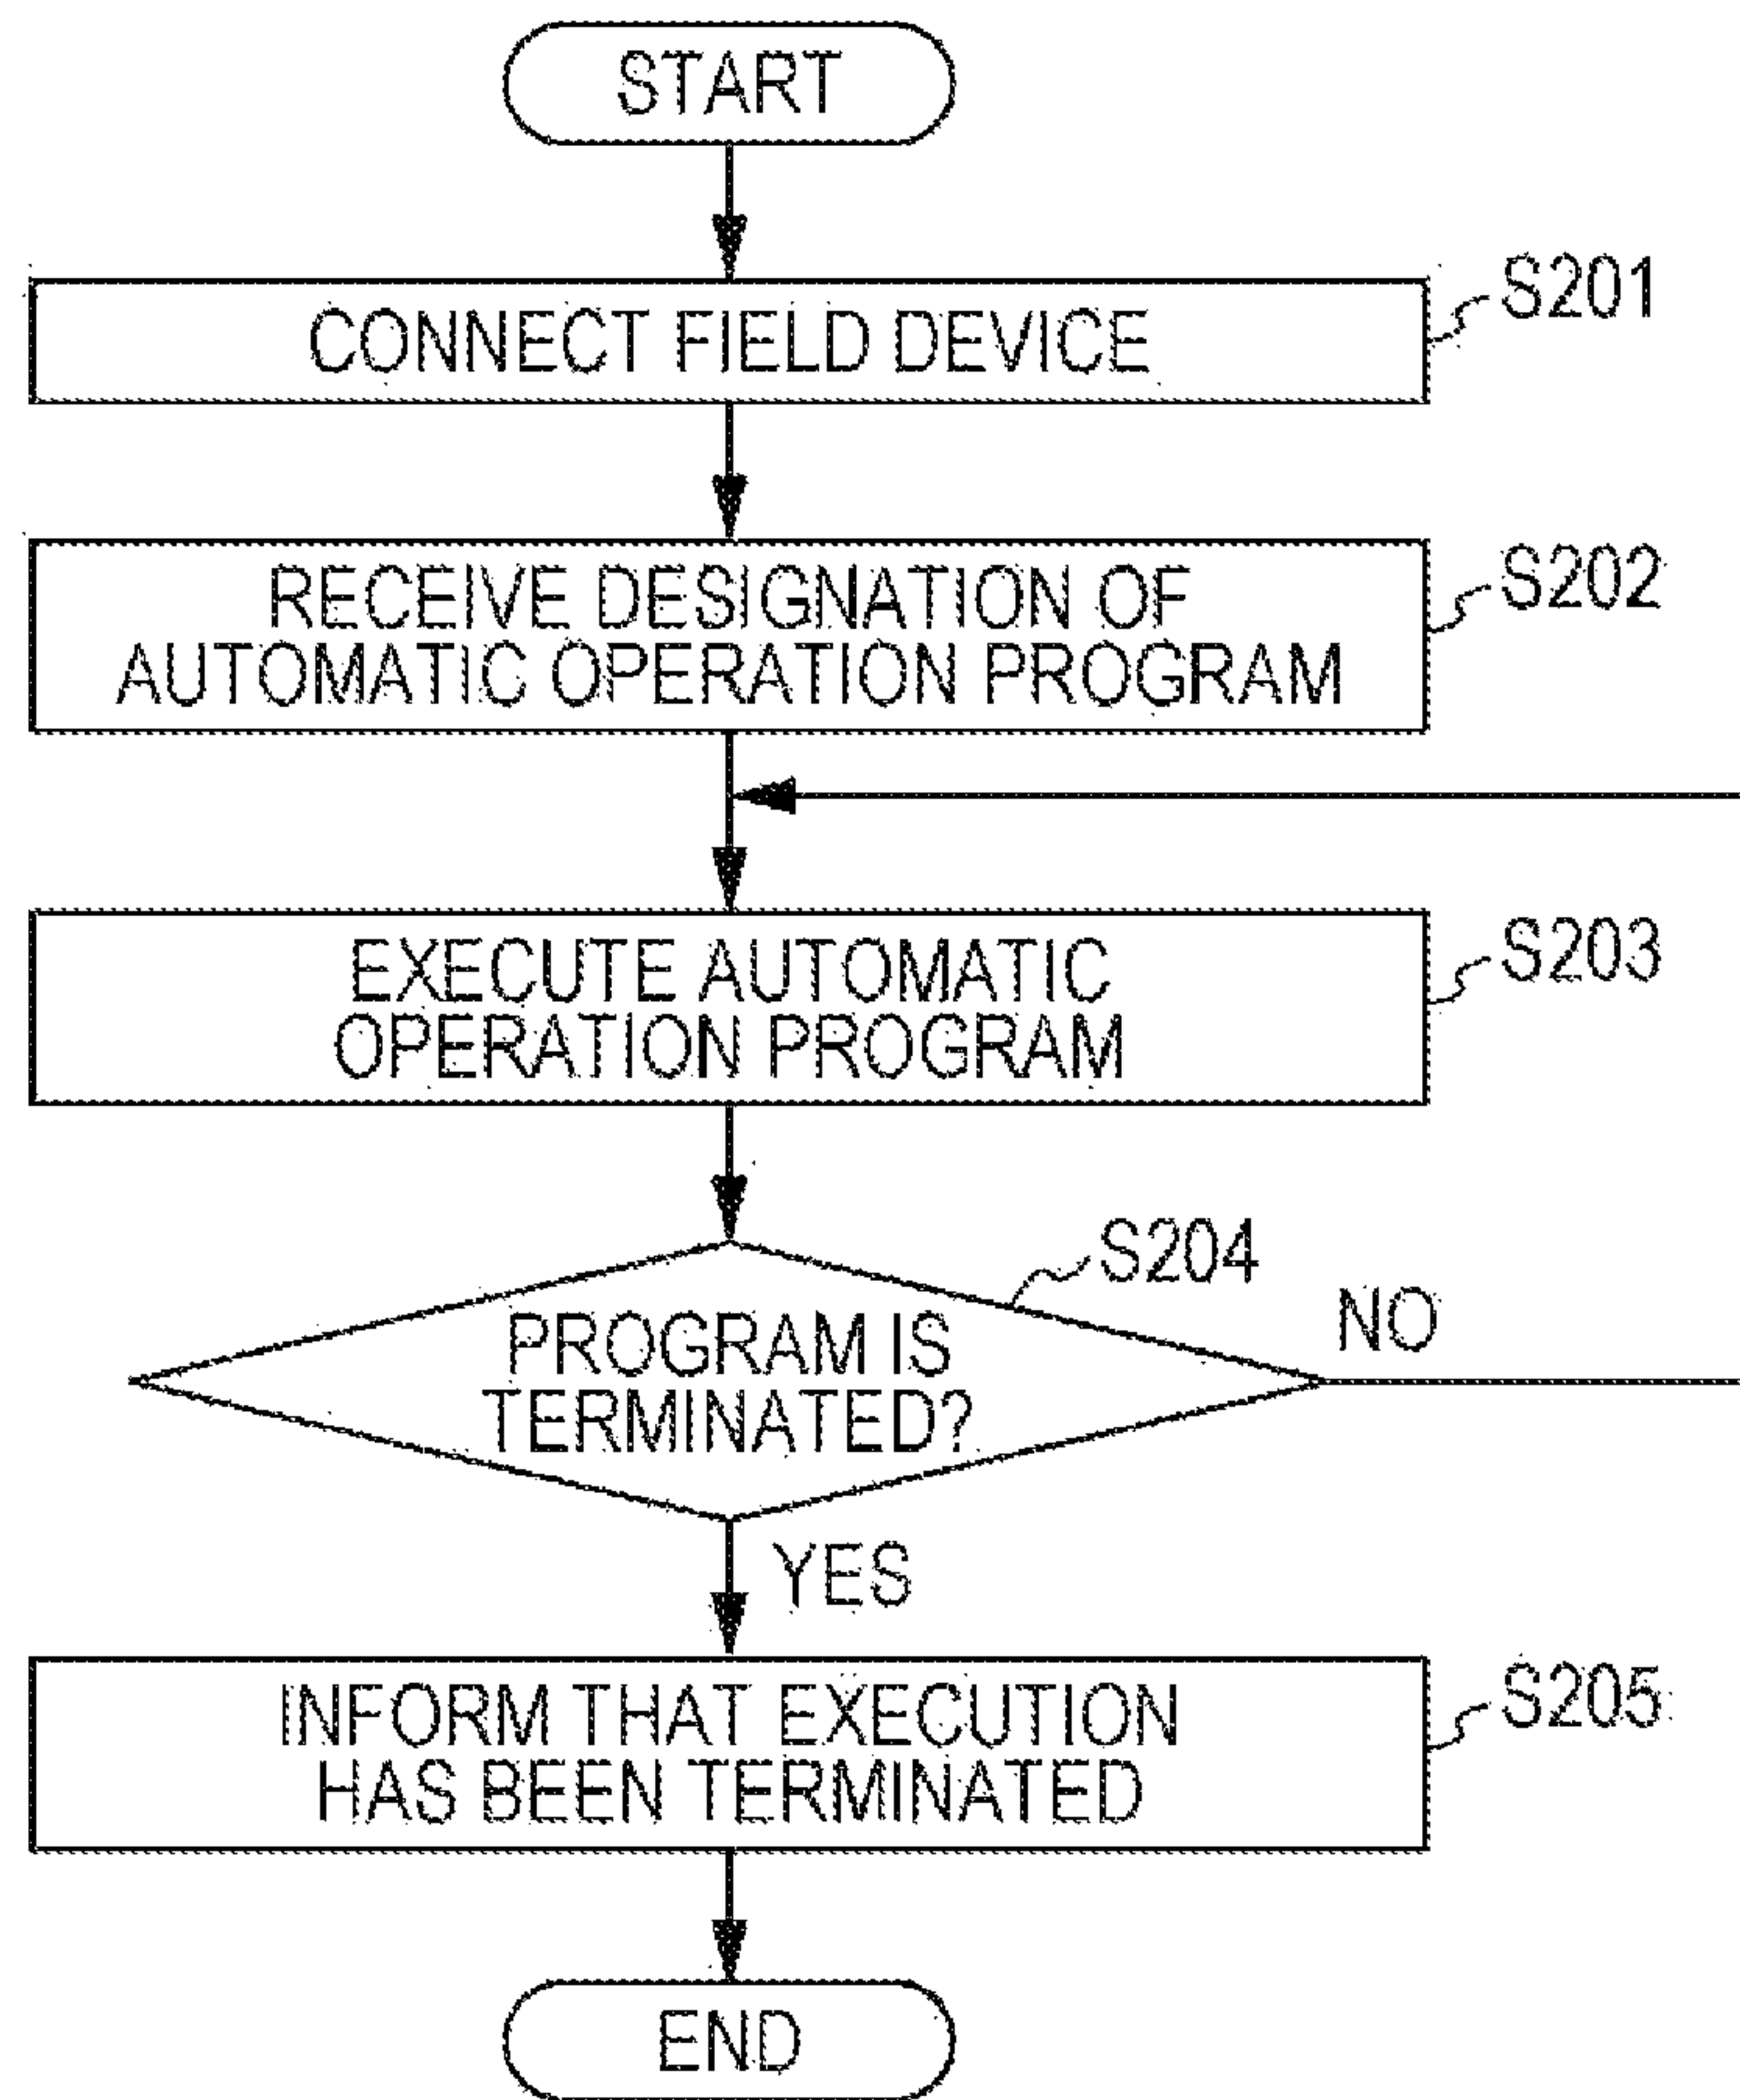 START
CONNECT FIELD DEVICE
S201
RECEIVE DESIGNATION OF
AUTOMATIC OPERATION PROGRAM
S202
EXECUTE AUTOMATIC
OPERATION PROGRAM
S203
S204
PROGRAM IS
TERMINATED?
NO
YES
INFORM THAT EXECUTION
HAS BEEN TERMINATED
S205
END